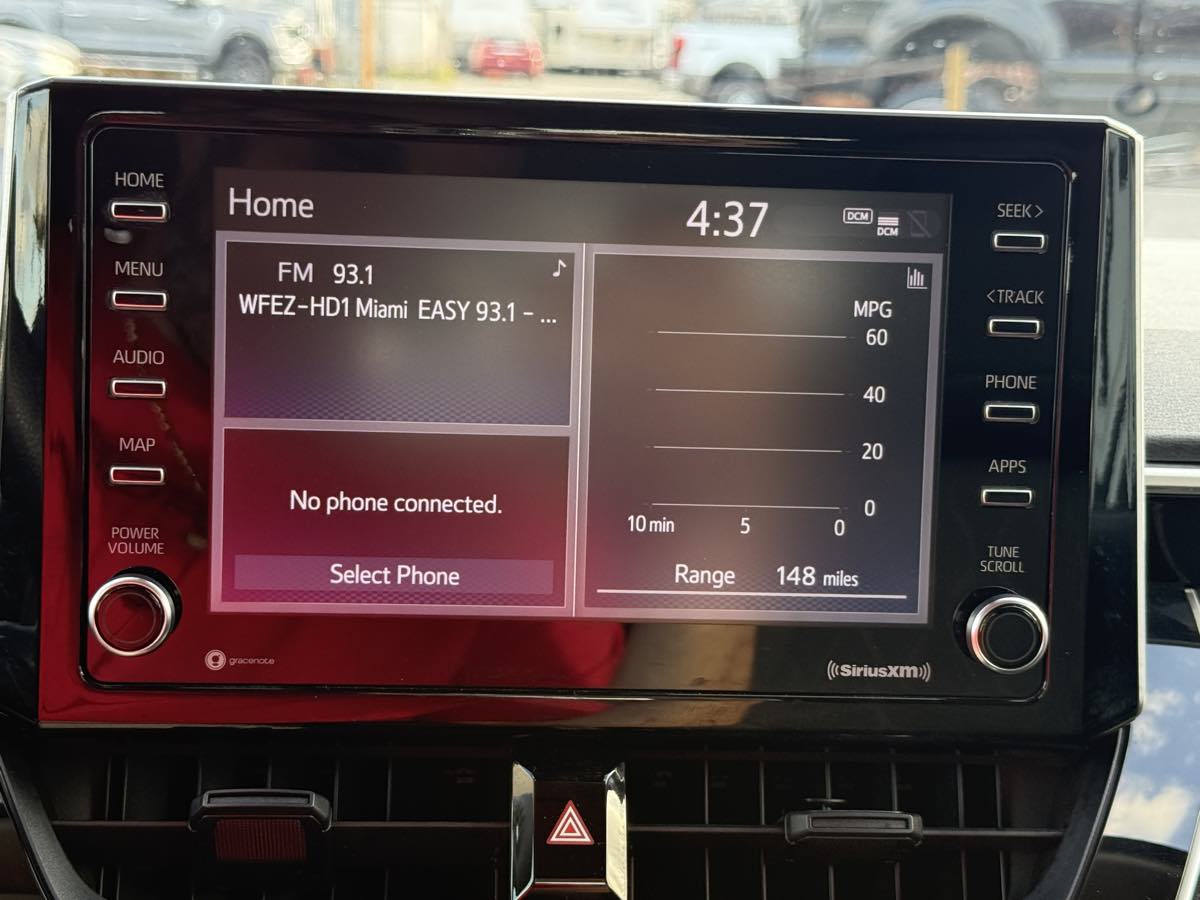 HOME
MENU
AUDIO
MAP
POWER
VOLUME
Home
4:37
DCM
DCM
FM 93.1
WFEZ-HD1 Miami EASY 93.1 - ...
No phone connected.
Select Phone
MPG
60
40
20
0
10 min 5 0
Range 148 miles
SEEK>
<TRACK
PHONE
APPS
TUNE
SCROLL
gracenote
((SiriusXM))